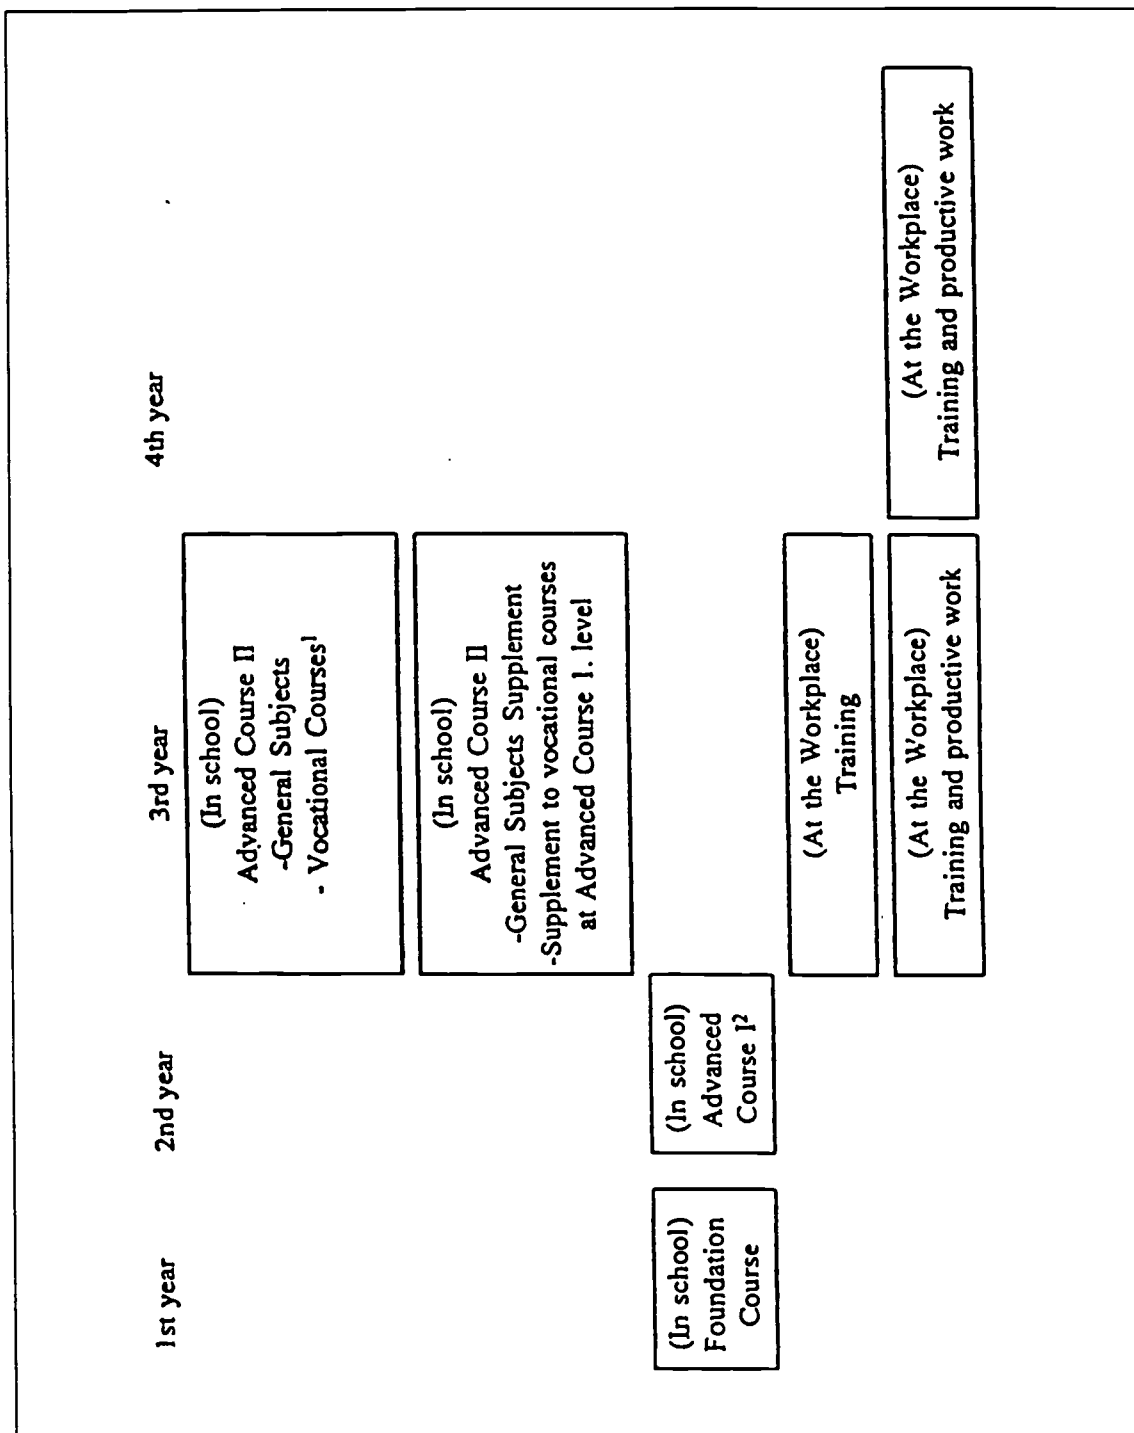 1st year
2nd year
3rd year
4th year
(In school)
Advanced Course II
-General Subjects
- Vocational Courses¹
(In school)
Advanced Course II
-General Subjects Supplement
-Supplement to vocational courses
at Advanced Course 1. level
(In school)
Foundation
Course
(In school)
Advanced
Course I²
(At the Workplace)
Training
(At the Workplace)
Training and productive work
(At the Workplace)
Training and productive work